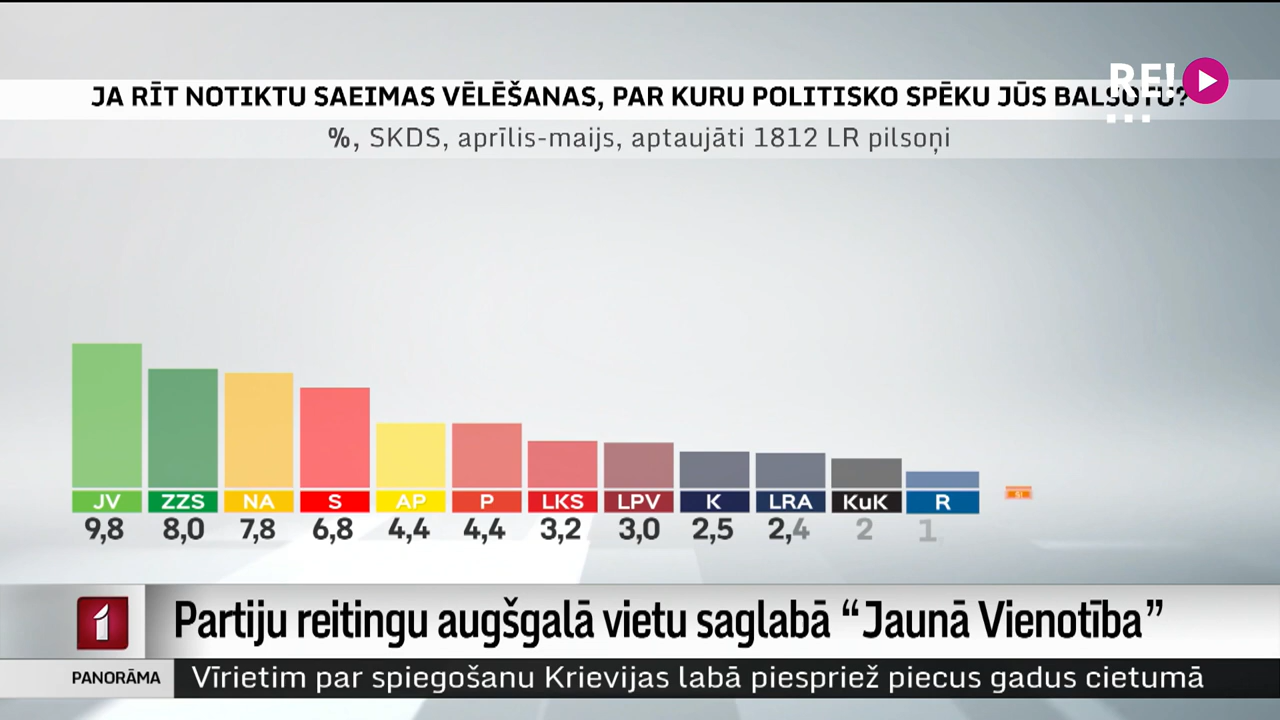 RE!
JA RĪT NOTIKTU SAEIMAS VĒLĒŠANAS, PAR KURU POLITISKO SPĒKU JŪS BALSOTU?
%, SKDS, aprīlis-maijs, aptaujāti 1812 LR pilsoņi
JV ZZS NA S AP P LKS LPV K LRA KuK R
9,8 8,0 7,8 6,8 4,4 4,4 3,2 3,0 2,5 2,4 2 1
1 Partiju reitingu augšgalā vietu saglabā “Jaunā Vienotība”
PANORĀMA Vīrietim par spiegošanu Krievijas labā piespriež piecus gadus cietumā